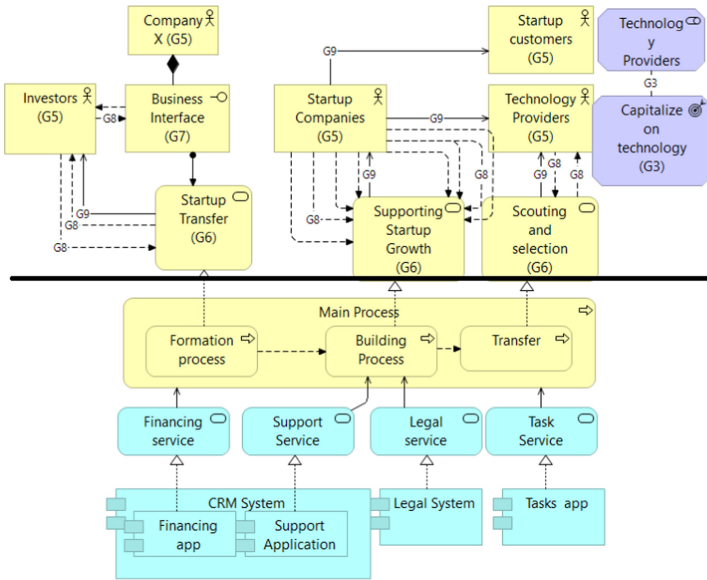 Company
X (G5)
Startup
customers
(G5)
Technolog
y
Providers
G9
G3
Investors
(G5)
G8
Business
Interface
(G7)
Startup
Companies
(G5)
G9
Technology
Providers
(G5)
Capitalize
on
technology
(G3)
G8
G9
G8
Startup
Transfer
(G6)
G9
G8
G8
G8
G9
G8
Supporting
Startup
Growth
(G6)
G9
G8
G8
Scouting
and
selection
(G6)
Main Process
Formation
process
Building
Process
Transfer
Financing
service
Support
Service
Legal
service
Task
Service
CRM System
Financing
app
Support
Application
Legal System
Tasks app